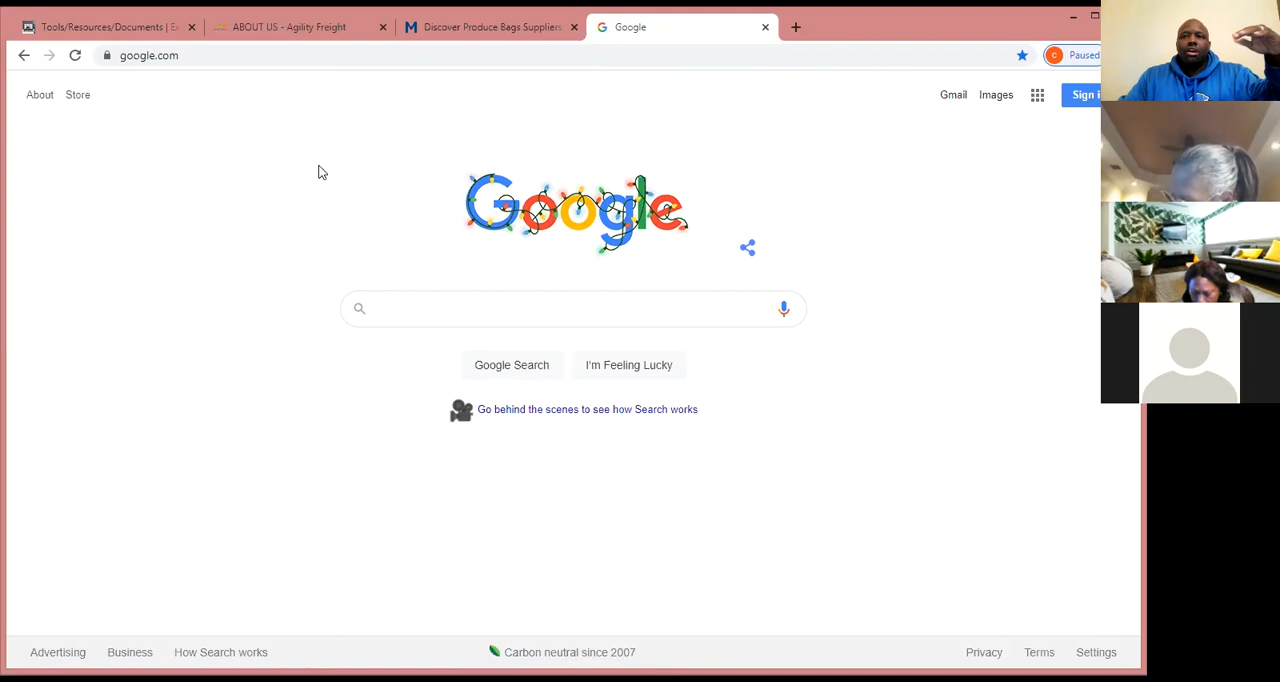 Tools/Resources/Documents | Ex
ABOUT US - Agility Freight
Discover Produce Bags Suppliers
Google
google.com
Paused
About
Store
Gmail
Images
Sign i
Google
Google Search
I'm Feeling Lucky
Go behind the scenes to see how Search works
Advertising
Business
How Search works
Carbon neutral since 2007
Privacy
Terms
Settings